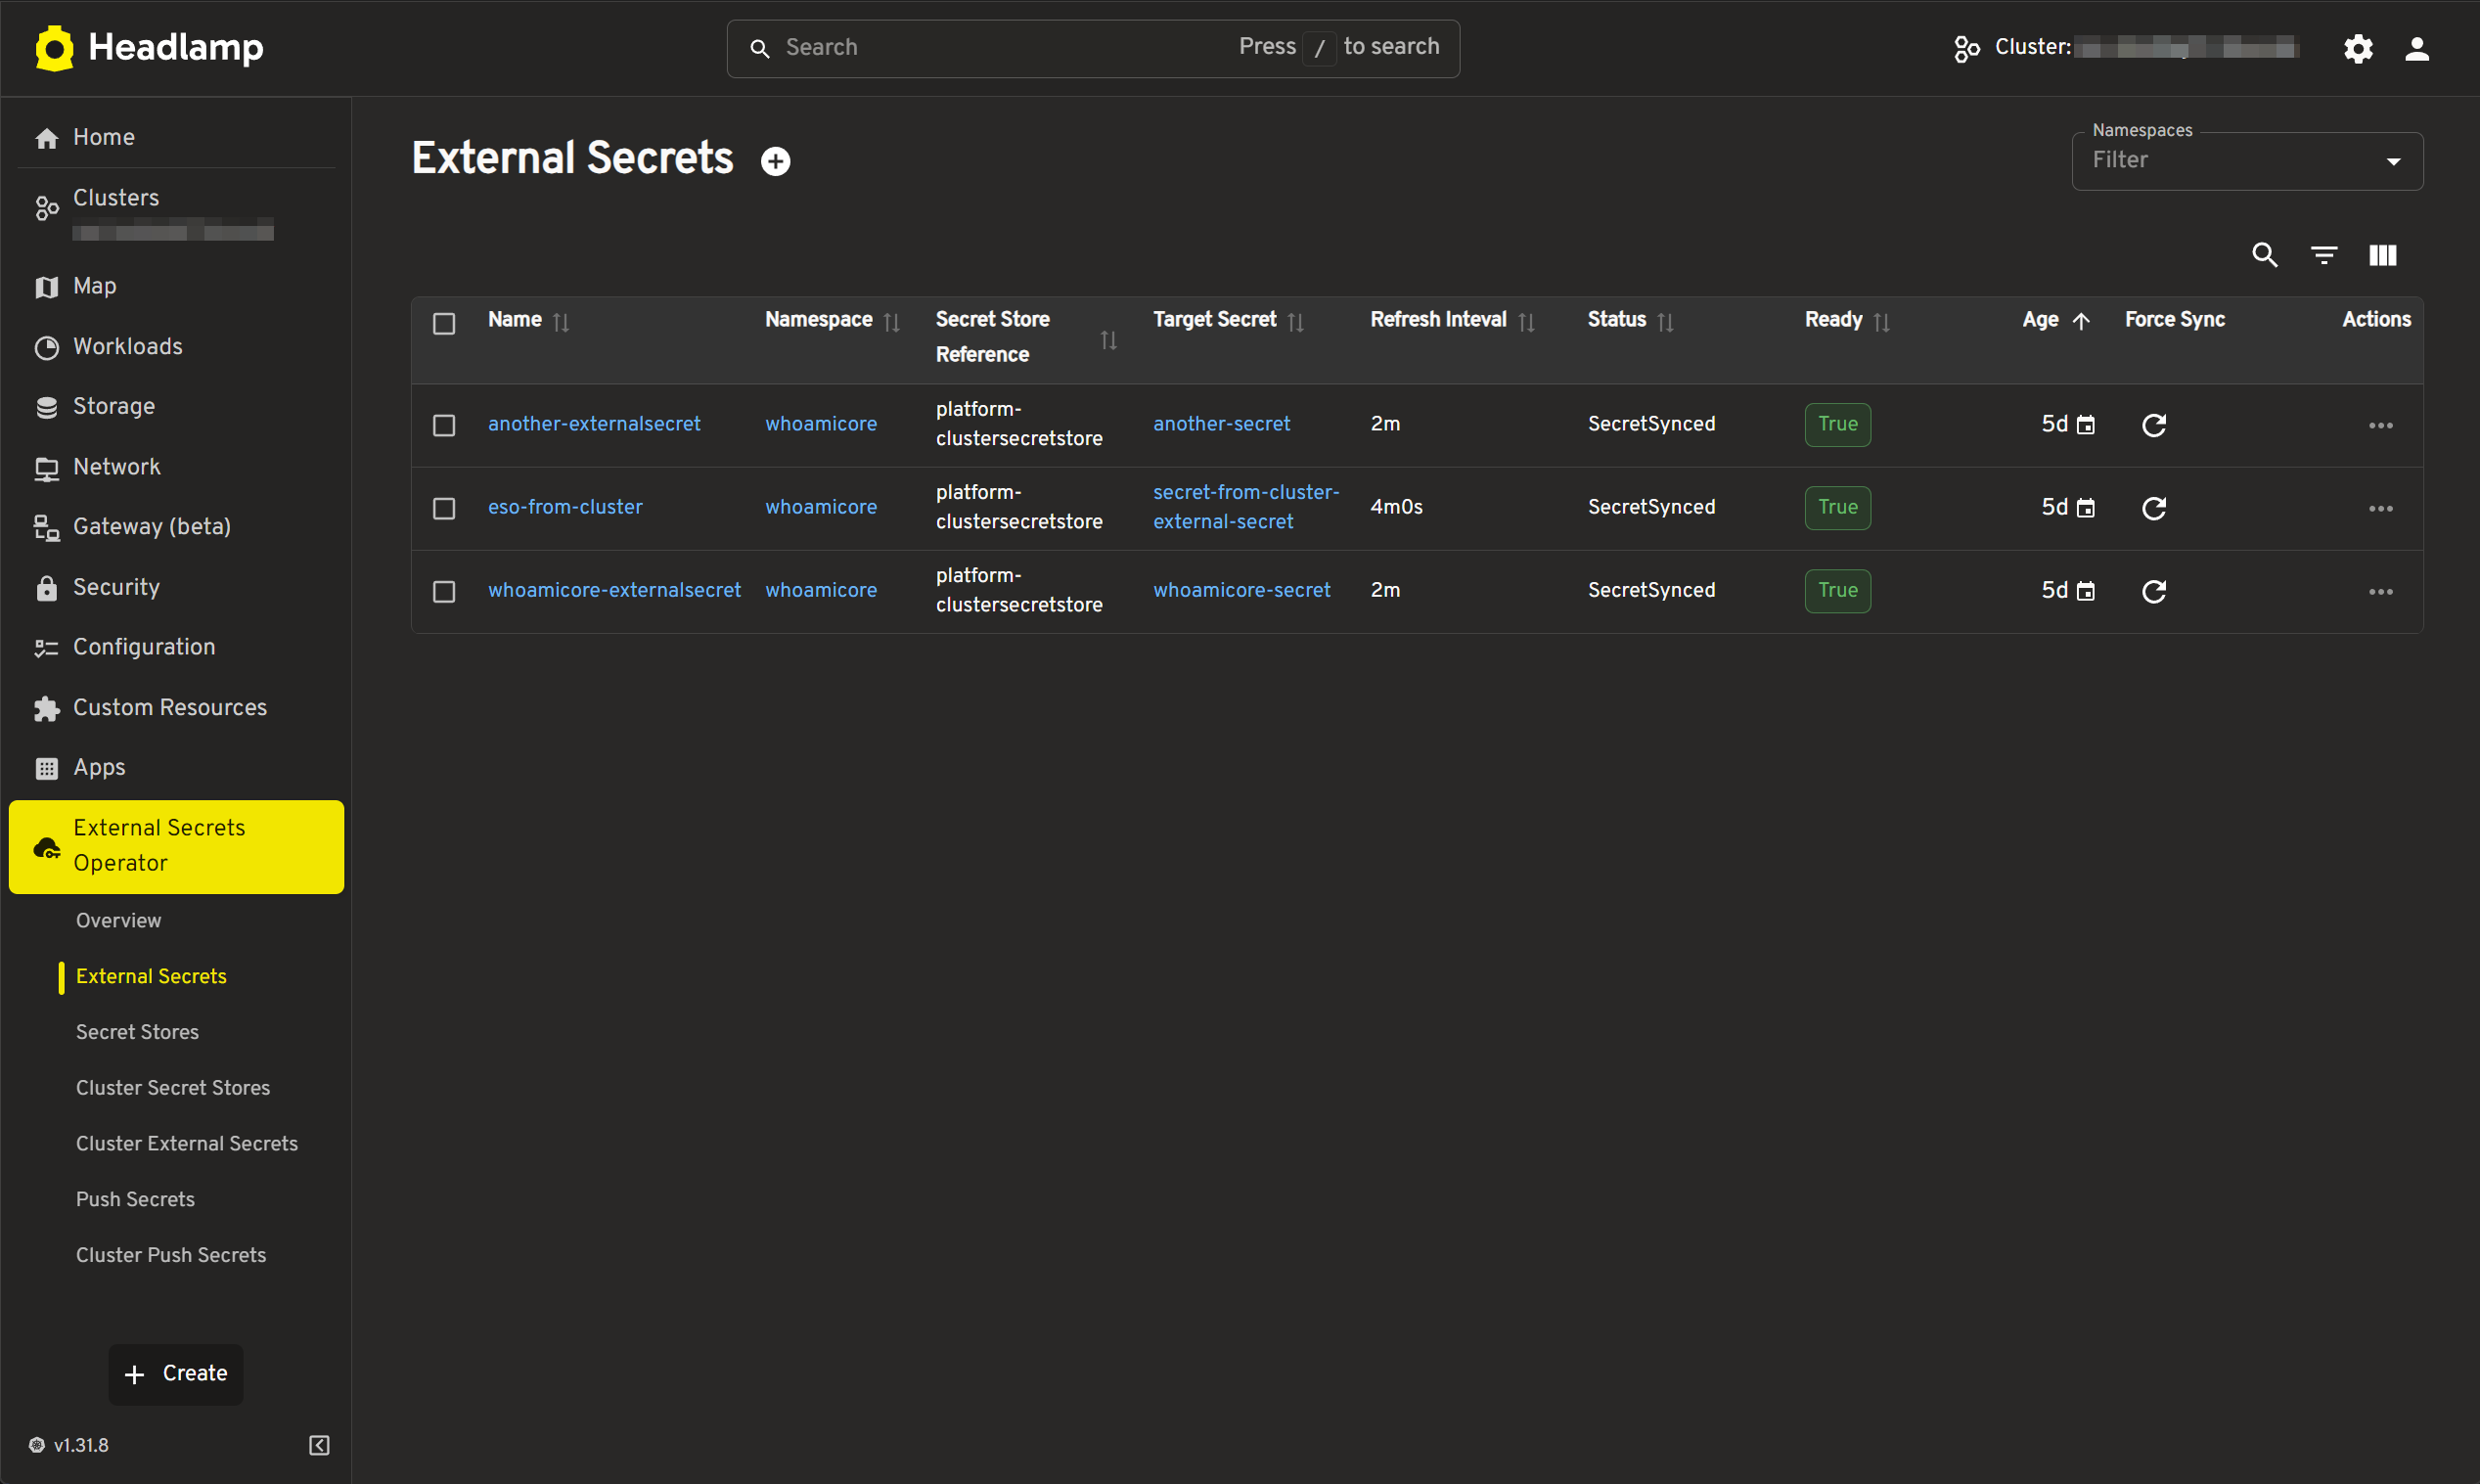 Headlamp
Search Press / to search
Cluster:
Home
Clusters
Map
Workloads
Storage
Network
Gateway (beta)
Security
Configuration
Custom Resources
Apps
External Secrets
Operator
Overview
External Secrets
Secret Stores
Cluster Secret Stores
Cluster External Secrets
Push Secrets
Cluster Push Secrets
Create
v1.31.8
External Secrets
Namespaces
Filter
Name Namespace Secret Store Target Secret Refresh Inteval Status Ready Age Force Sync Actions
Reference
another-externalsecret whoamicore platform- another-secret 2m SecretSynced True 5d
clustersecretstore
eso-from-cluster whoamicore platform- secret-from-cluster- 4m0s SecretSynced True 5d
clustersecretstore external-secret
whoamicore-externalsecret whoamicore platform- whoamicore-secret 2m SecretSynced True 5d
clustersecretstore